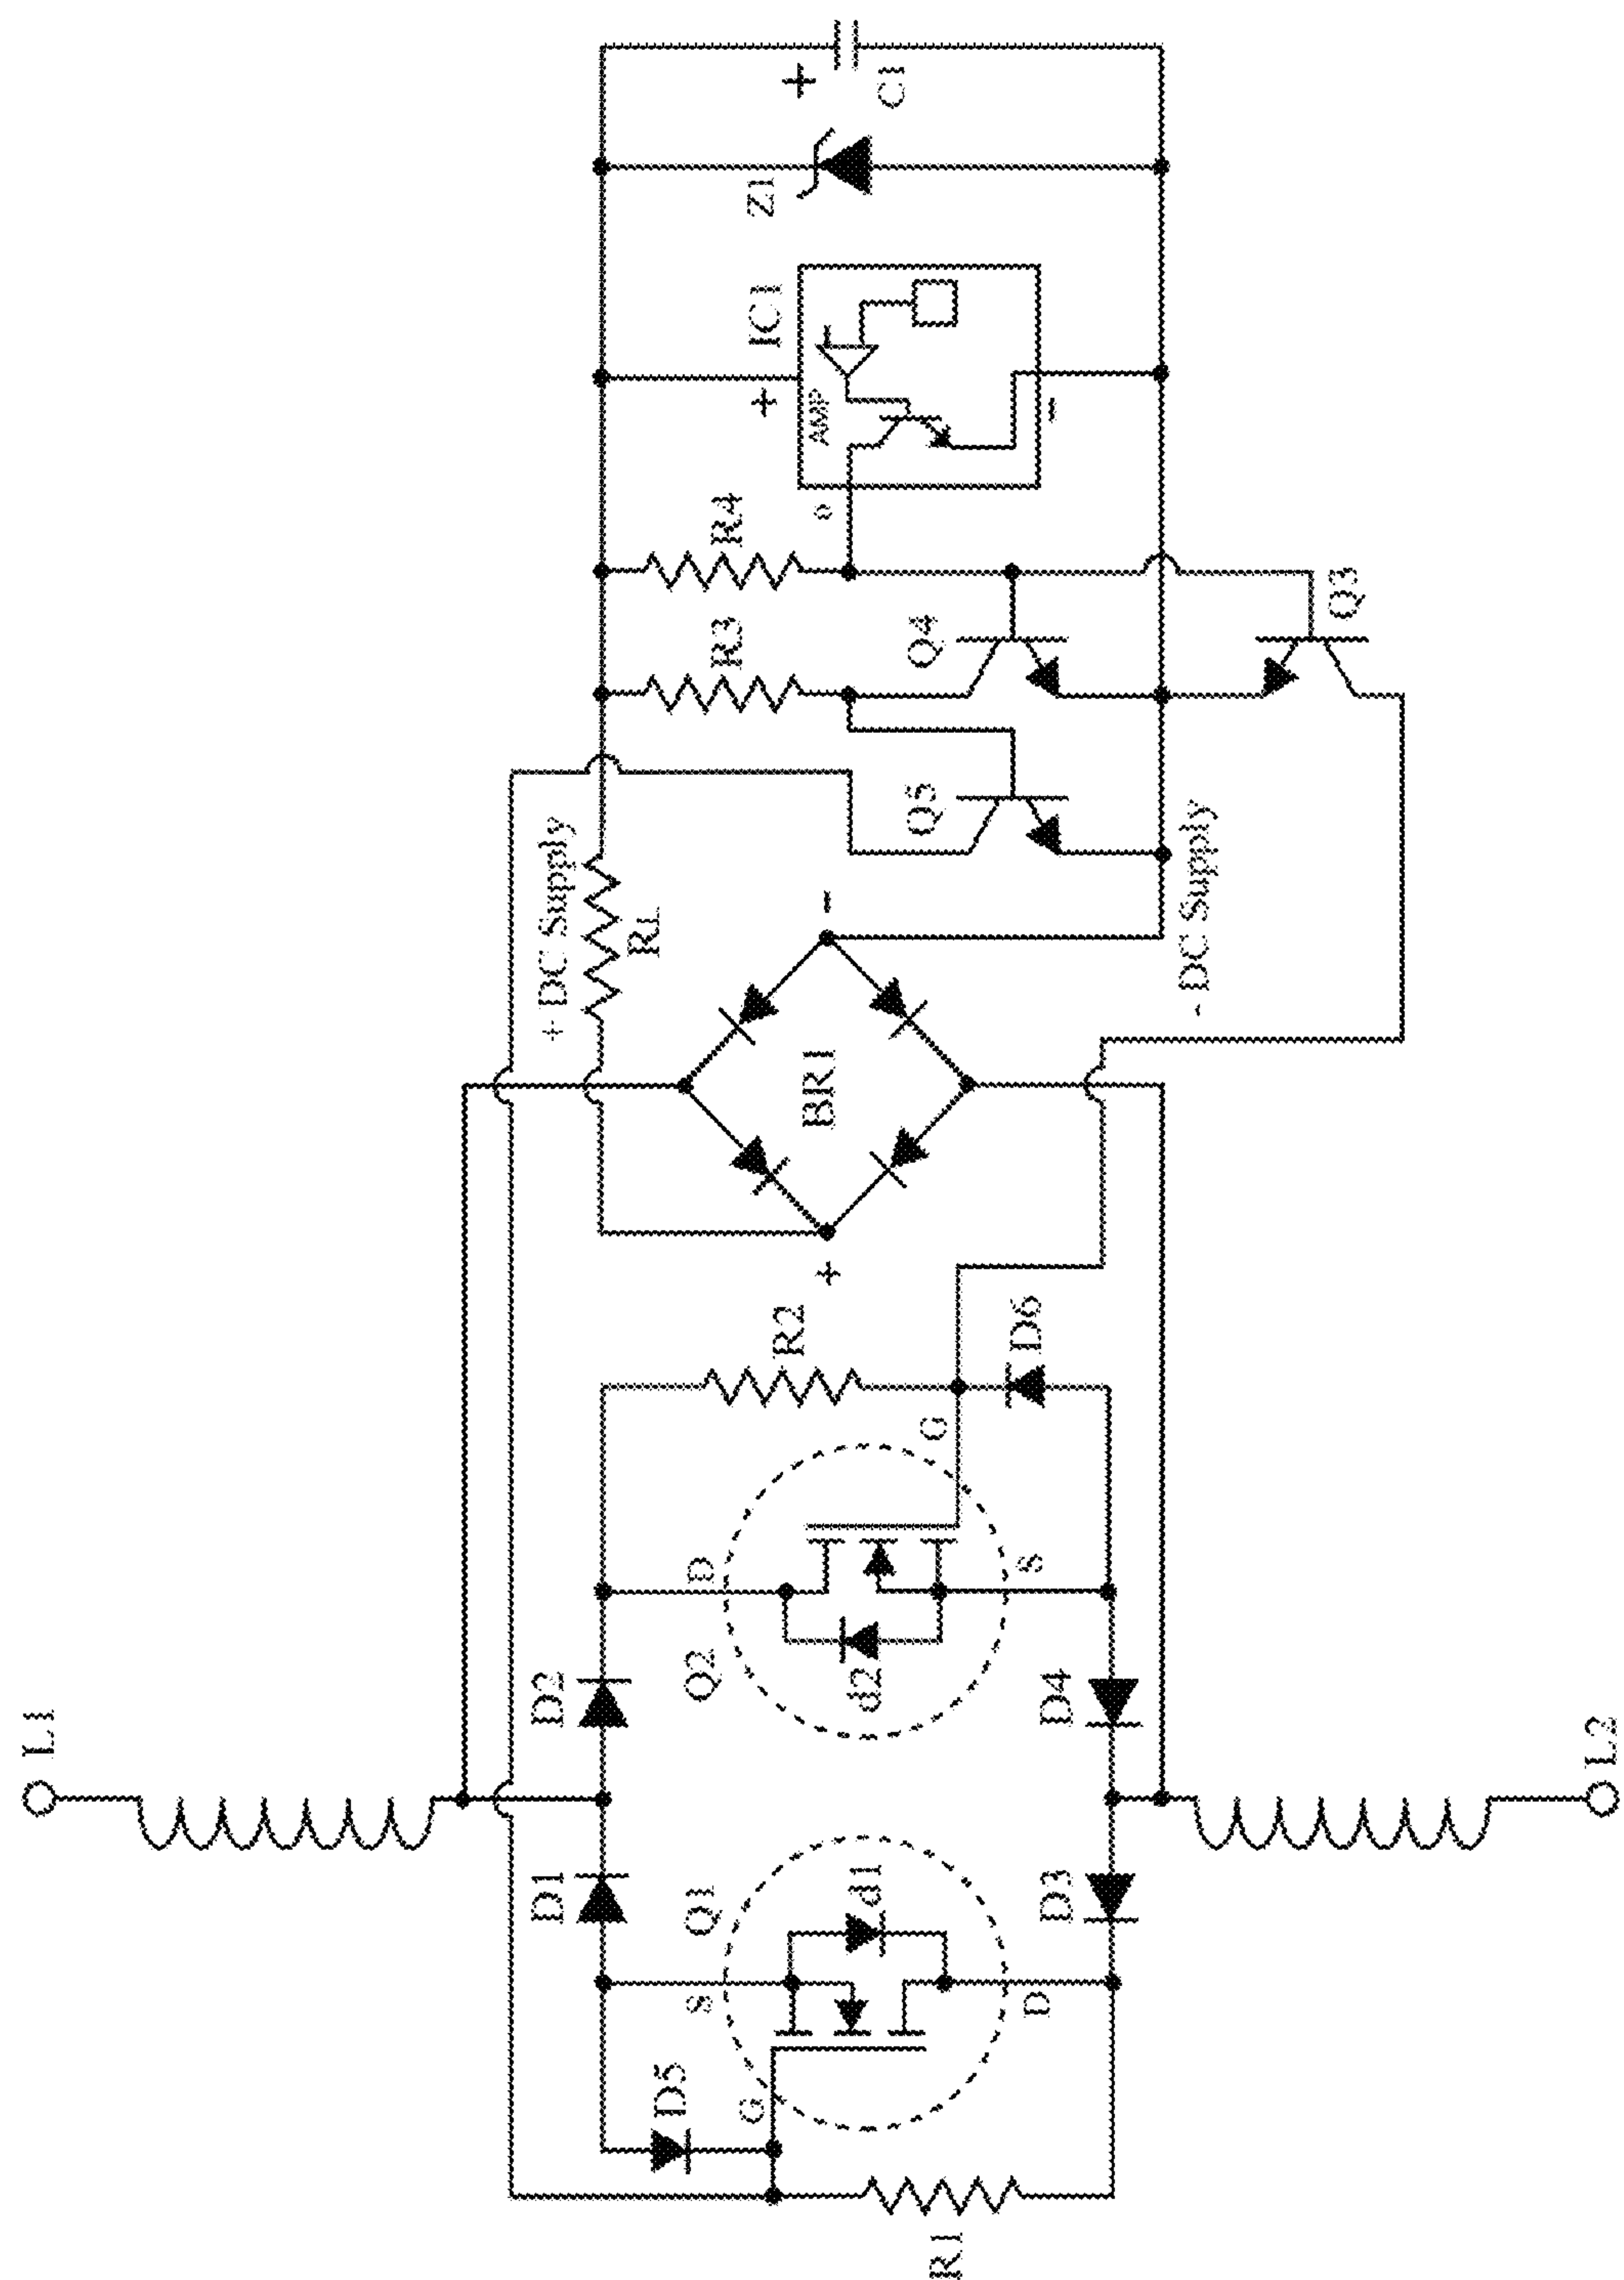 L1
D1
D2
D5
G
S
Q1
d1
D
D3
R1
Q2
D
d2
G
S
D4
R2
D6
L2
+
BR1
-
+ DC Supply
RL
- DC Supply
Q5
R3
Q4
R4
Q3
o
IC1
+
AMP
-
-
Z1
+
C1